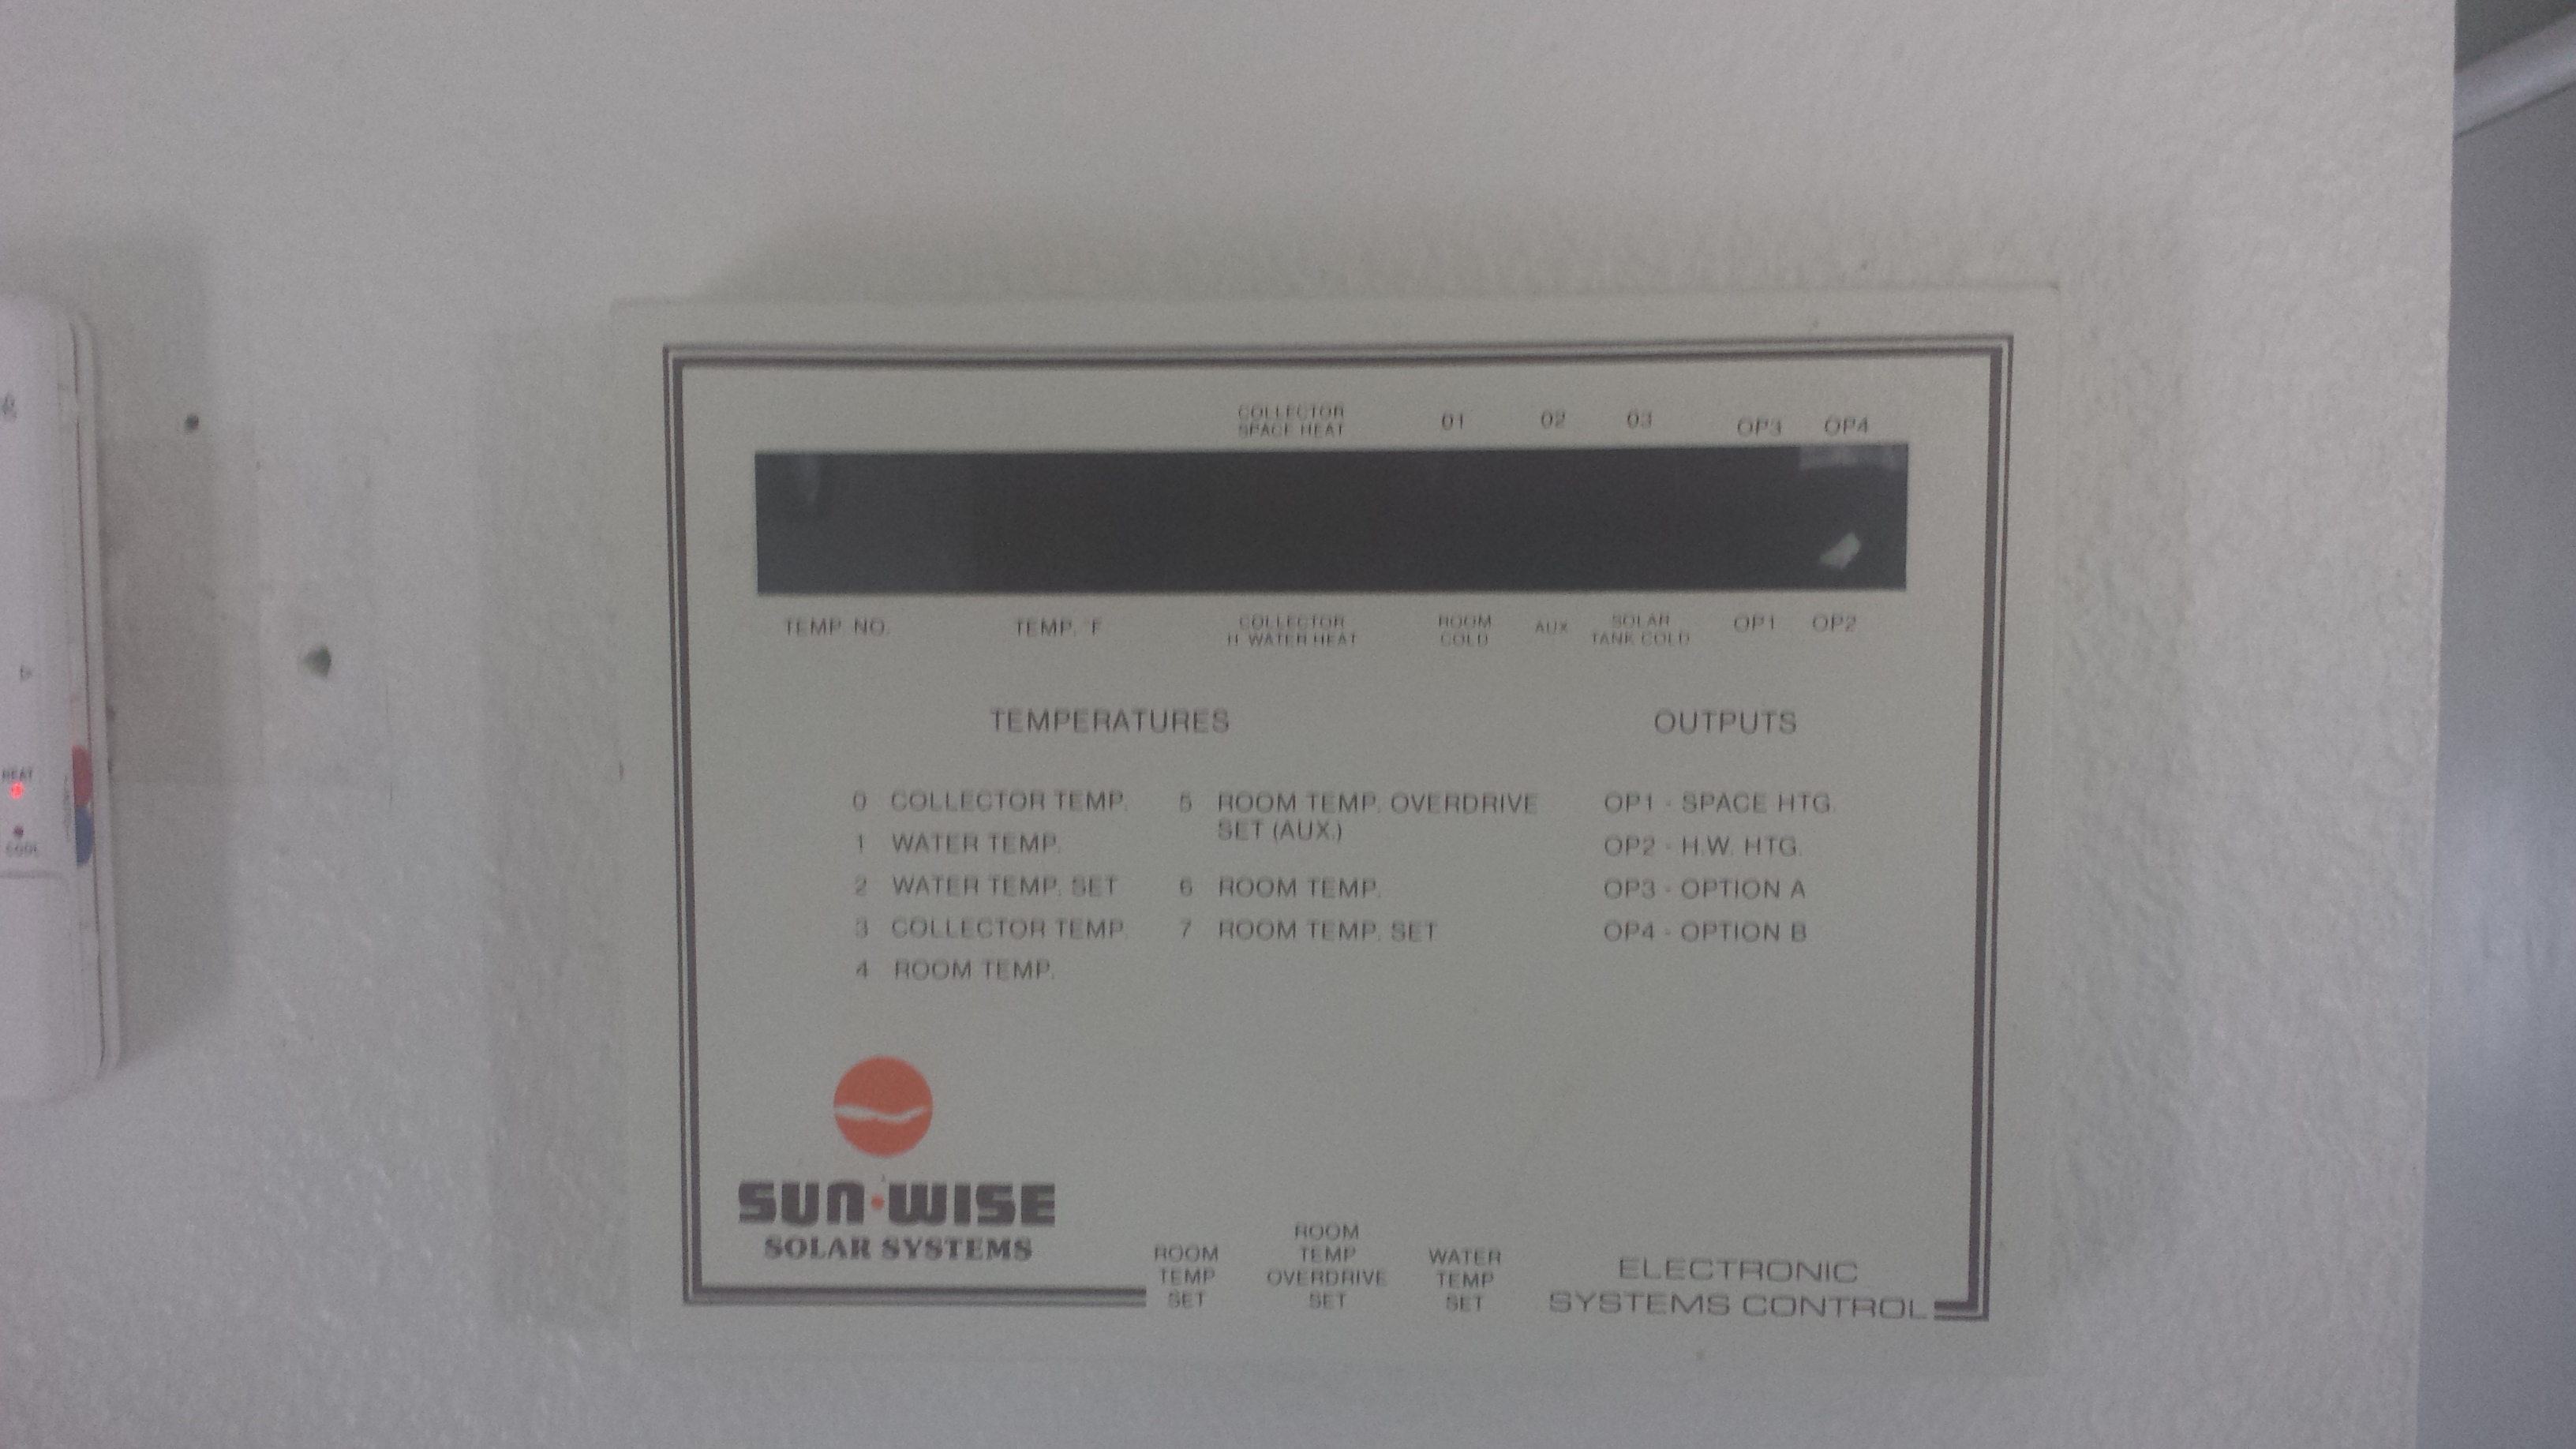 COLLECTOR
SPACE HEAT
01
02
03
OP3
OP4
TEMP. NO.
TEMP. °F
COLLECTOR
H. WATER HEAT
ROOM
COLD
AUX
SOLAR
TANK COLD
OP1
OP2
TEMPERATURES
0 COLLECTOR TEMP.
1 WATER TEMP.
2 WATER TEMP. SET
3 COLLECTOR TEMP.
4 ROOM TEMP.
5 ROOM TEMP. OVERDRIVE
SET (AUX.)
6 ROOM TEMP.
7 ROOM TEMP. SET
OUTPUTS
OP1 - SPACE HTG.
OP2 - H.W. HTG.
OP3 - OPTION A
OP4 - OPTION B
HEAT
COOL
SUN·WISE
SOLAR SYSTEMS
ROOM
TEMP
SET
ROOM
TEMP
OVERDRIVE
SET
WATER
TEMP
SET
ELECTRONIC
SYSTEMS CONTROL